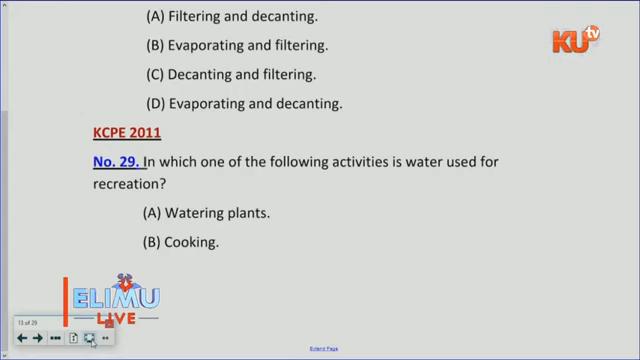 (A) Filtering and decanting.
KU tv
(B) Evaporating and filtering.
(C) Decanting and filtering.
(D) Evaporating and decanting.
KCPE 2011
No. 29. In which one of the following activities is water used for
recreation?
(A) Watering plants.
(B) Cooking.
ELIMU
LIVE
13 of 29
Extend Page